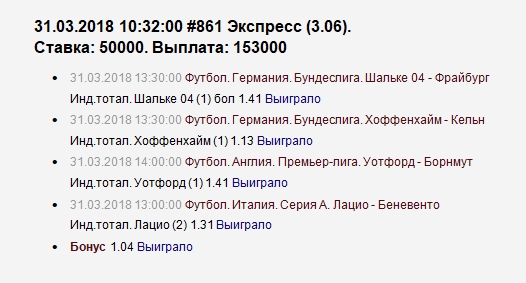 31.03.2018 10:32:00 #861 Экспресс (3.06).
Ставка: 50000. Выплата: 153000
31.03.2018 13:30:00 Футбол. Германия. Бундеслига. Шальке 04 - Фрайбург
Инд.тотал. Шальке 04 (1) бол 1.41 Выиграло
31.03.2018 13:30:00 Футбол. Германия. Бундеслига. Хоффенхайм - Кельн
Инд.тотал. Хоффенхайм (1) 1.13 Выиграло
31.03.2018 14:00:00 Футбол. Англия. Премьер-лига. Уотфорд - Борнмут
Инд.тотал. Уотфорд (1) 1.41 Выиграло
31.03.2018 13:00:00 Футбол. Италия. Серия А. Лацио - Беневенто
Инд.тотал. Лацио (2) 1.31 Выиграло
Бонус 1.04 Выиграло